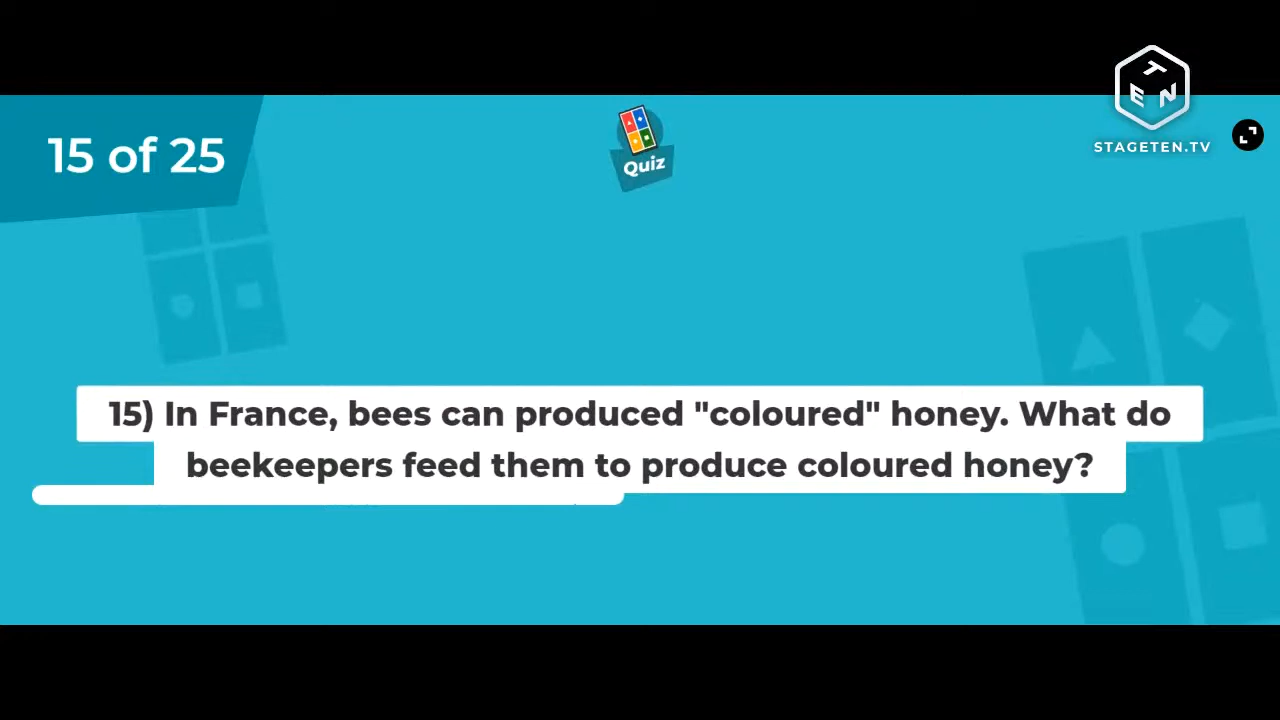 T
EN
STAGETEN.TV
15 of 25
Quiz
15) In France, bees can produced "coloured" honey. What do
beekeepers feed them to produce coloured honey?